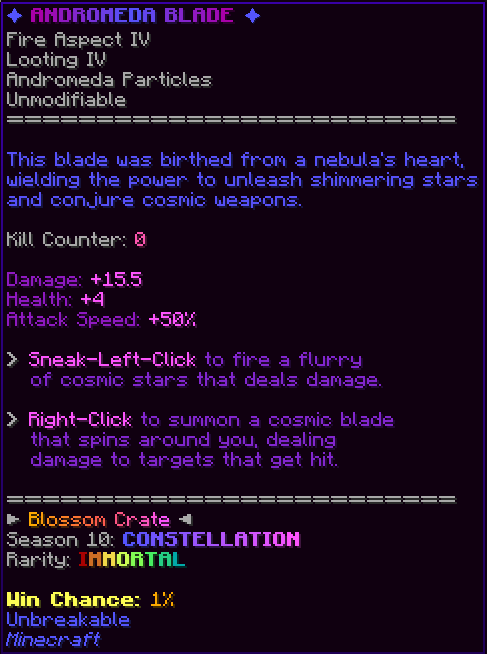 ✦ ANDROMEDA BLADE ✦
Fire Aspect IV
Looting IV
Andromeda Particles
Unmodifiable
==============================
This blade was birthed from a nebula's heart,
wielding the power to unleash shimmering stars
and conjure cosmic weapons.
Kill Counter: 0
Damage: +15.5
Health: +4
Attack Speed: +50%
> Sneak-Left-Click to fire a flurry
of cosmic stars that deals damage.
> Right-Click to summon a cosmic blade
that spins around you, dealing
damage to targets that get hit.
==============================
► Blossom Crate ◄
Season 10: CONSTELLATION
Rarity: IMMORTAL
Win Chance: 1%
Unbreakable
Minecraft